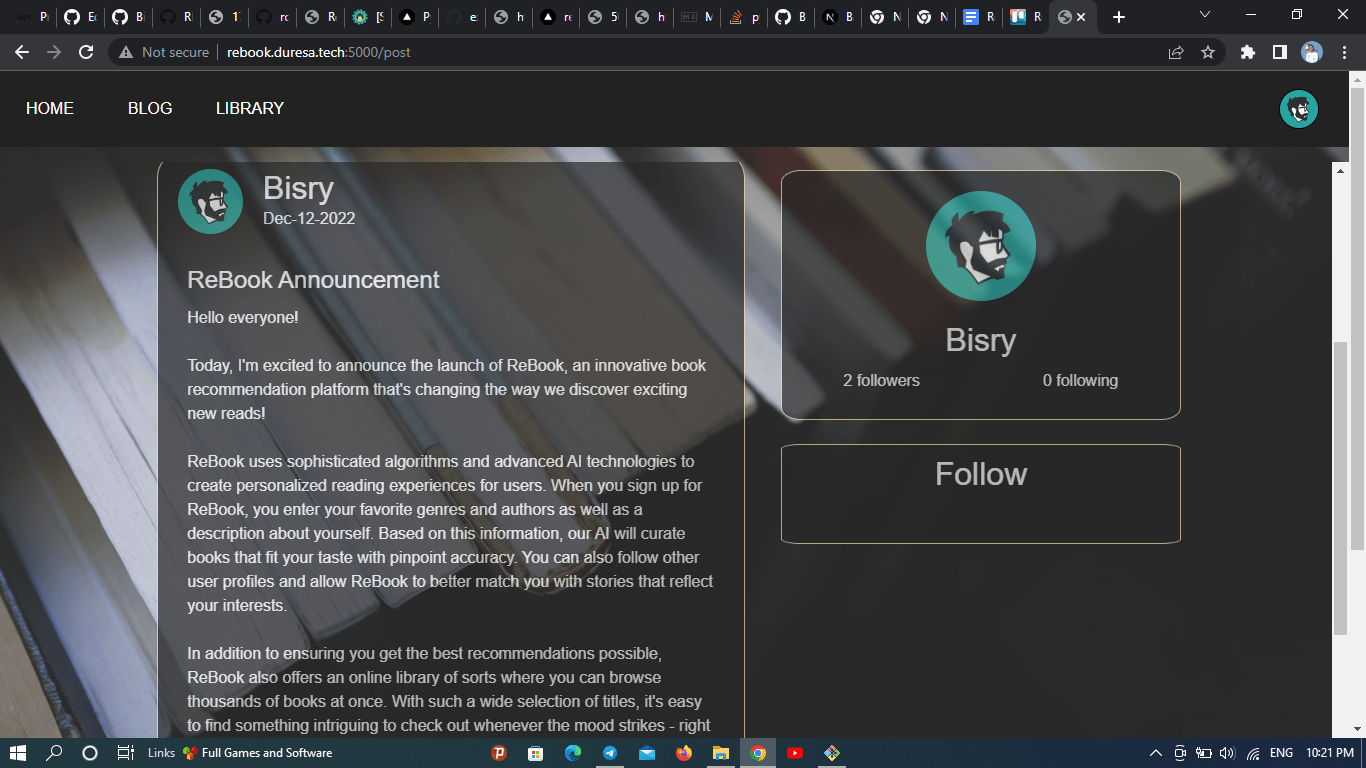 Not secure
rebook.duresa.tech:5000/post
HOME BLOG LIBRARY
Bisry
Dec-12-2022
ReBook Announcement
Hello everyone!
Today, I'm excited to announce the launch of ReBook, an innovative book
recommendation platform that's changing the way we discover exciting
new reads!
ReBook uses sophisticated algorithms and advanced AI technologies to
create personalized reading experiences for users. When you sign up for
ReBook, you enter your favorite genres and authors as well as a
description about yourself. Based on this information, our AI will curate
books that fit your taste with pinpoint accuracy. You can also follow other
user profiles and allow ReBook to better match you with stories that reflect
your interests.
In addition to ensuring you get the best recommendations possible,
ReBook also offers an online library of sorts where you can browse
thousands of books at once. With such a wide selection of titles, it's easy
to find something intriguing to check out whenever the mood strikes - right
Bisry
2 followers 0 following
Follow
Links Full Games and Software
ENG 10:21 PM